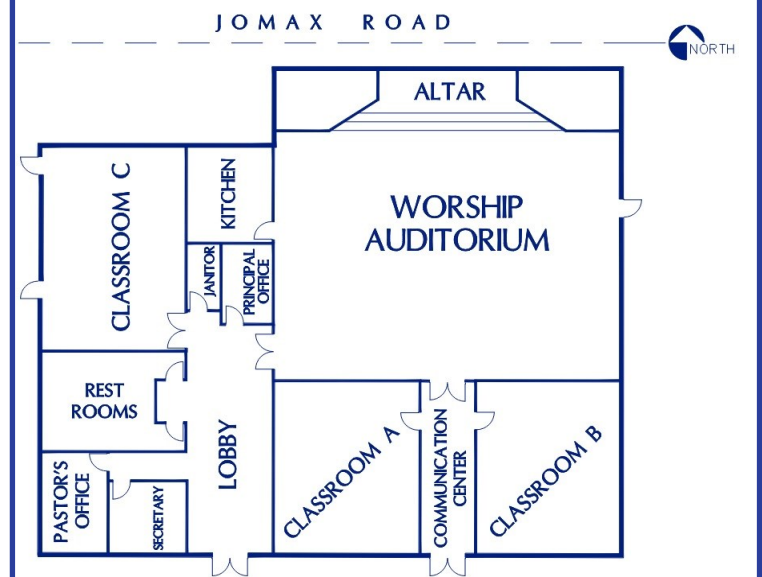 JOMAX ROAD
NORTH
ALTAR
WORSHIP
AUDITORIUM
CLASSROOM C
KITCHEN
JANITOR
PRINCIPAL
OFFICE
REST
ROOMS
LOBBY
PASTOR'S
OFFICE
SECRETARY
CLASSROOM A
COMMUNICATION
CENTER
CLASSROOM B